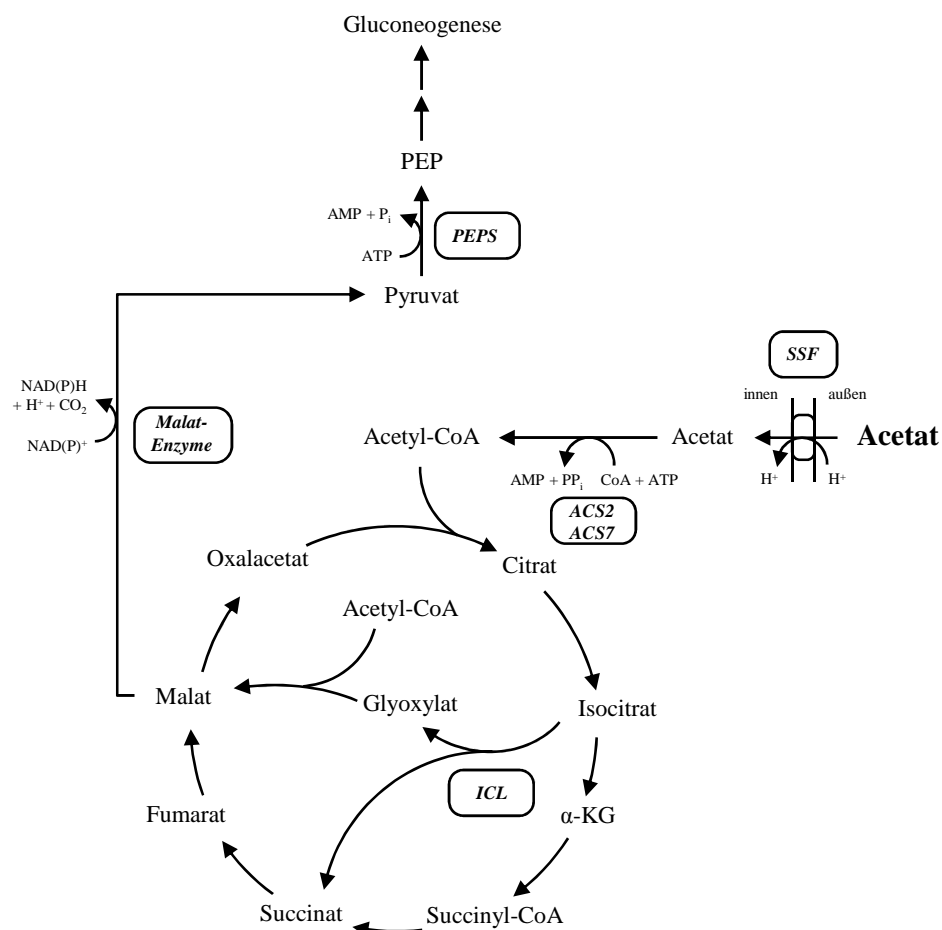 Gluconeogenese
PEP
AMP + Pi
PEPS
ATP
Pyruvat
SSF
NAD(P)H
+ H⁺ + CO₂
NAD(P)⁺
Malat-
Enzyme
innen
außen
Acetyl-CoA
Acetat
Acetat
AMP + PPi
CoA + ATP
H⁺
H⁺
ACS2
ACS7
Oxalacetat
Citrat
Acetyl-CoA
Malat
Glyoxylat
Isocitrat
ICL
Fumarat
α-KG
Succinat
Succinyl-CoA